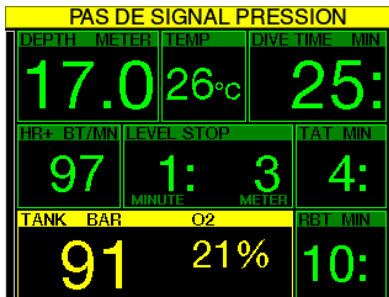 PAS DE SIGNAL PRESSION
DEPTH METER TEMP DIVE TIME MIN
17.0 26°C 25:
HR+ BT/MN LEVEL STOP TAT MIN
97 1: 3 4:
MINUTE METER
TANK BAR O2 RBT MIN
91 21% 10: